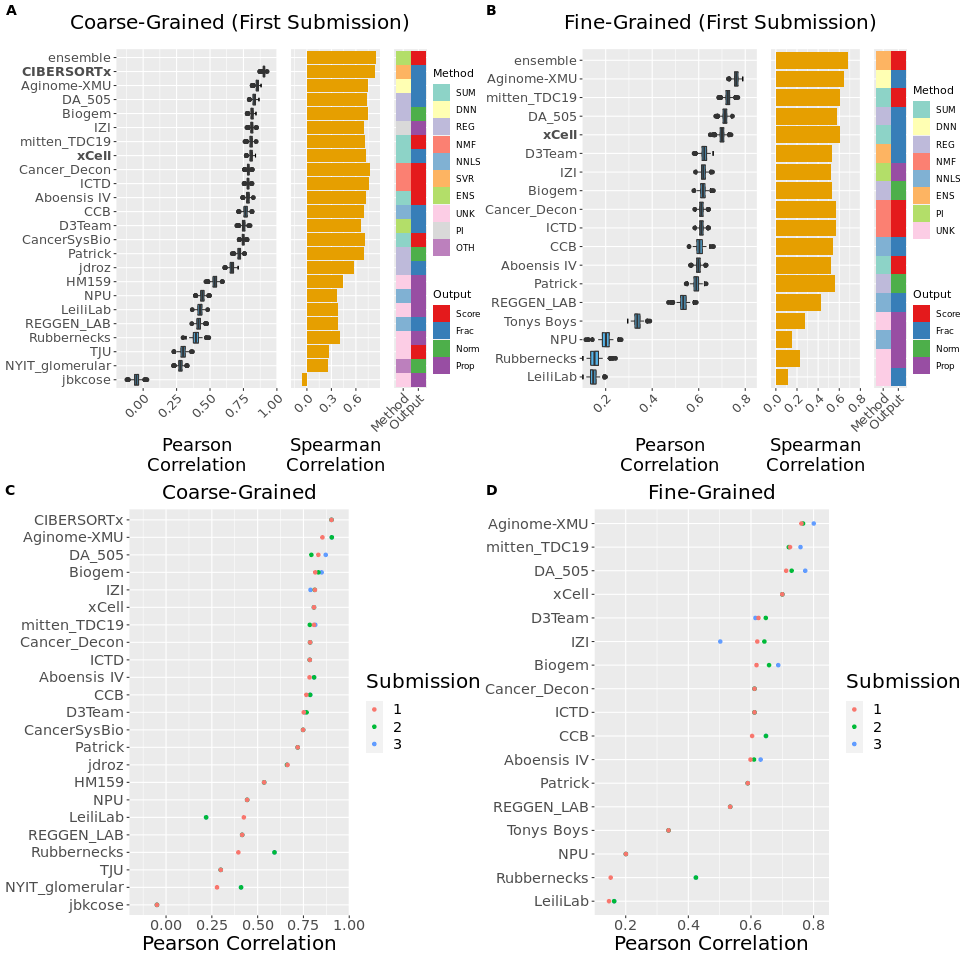 A
Coarse-Grained (First Submission)
ensemble
CIBERSORTx
Aginome-XMU
DA_505
Biogem
IZI
mitten_TDC19
xCell
Cancer_Decon
ICTD
Aboensis IV
CCB
D3Team
CancerSysBio
Patrick
jdroz
HM159
NPU
LeiliLab
REGGEN_LAB
Rubbernecks
TJU
NYIT_glomerular
jbkcose
0.00
0.25
0.50
0.75
1.00
0.0
0.3
0.6
Method
Output
Pearson
Correlation
Spearman
Correlation
Method
SUM
DNN
REG
NMF
NNLS
SVR
ENS
UNK
PI
OTH
Output
Score
Frac
Norm
Prop
B
Fine-Grained (First Submission)
ensemble
Aginome-XMU
mitten_TDC19
DA_505
xCell
D3Team
IZI
Biogem
Cancer_Decon
ICTD
CCB
Aboensis IV
Patrick
REGGEN_LAB
Tonys Boys
NPU
Rubbernecks
LeiliLab
0.2
0.4
0.6
0.8
0.0
0.2
0.4
0.6
0.8
Method
Output
Pearson
Correlation
Spearman
Correlation
Method
SUM
DNN
REG
NMF
NNLS
ENS
PI
UNK
Output
Score
Frac
Norm
Prop
C
Coarse-Grained
CIBERSORTx
Aginome-XMU
DA_505
Biogem
IZI
xCell
mitten_TDC19
Cancer_Decon
ICTD
Aboensis IV
CCB
D3Team
CancerSysBio
Patrick
jdroz
HM159
NPU
LeiliLab
REGGEN_LAB
Rubbernecks
TJU
NYIT_glomerular
jbkcose
0.00 0.25 0.50 0.75 1.00
Pearson Correlation
Submission
1
2
3
D
Fine-Grained
Aginome-XMU
mitten_TDC19
DA_505
xCell
D3Team
IZI
Biogem
Cancer_Decon
ICTD
CCB
Aboensis IV
Patrick
REGGEN_LAB
Tonys Boys
NPU
Rubbernecks
LeiliLab
0.2 0.4 0.6 0.8
Pearson Correlation
Submission
1
2
3